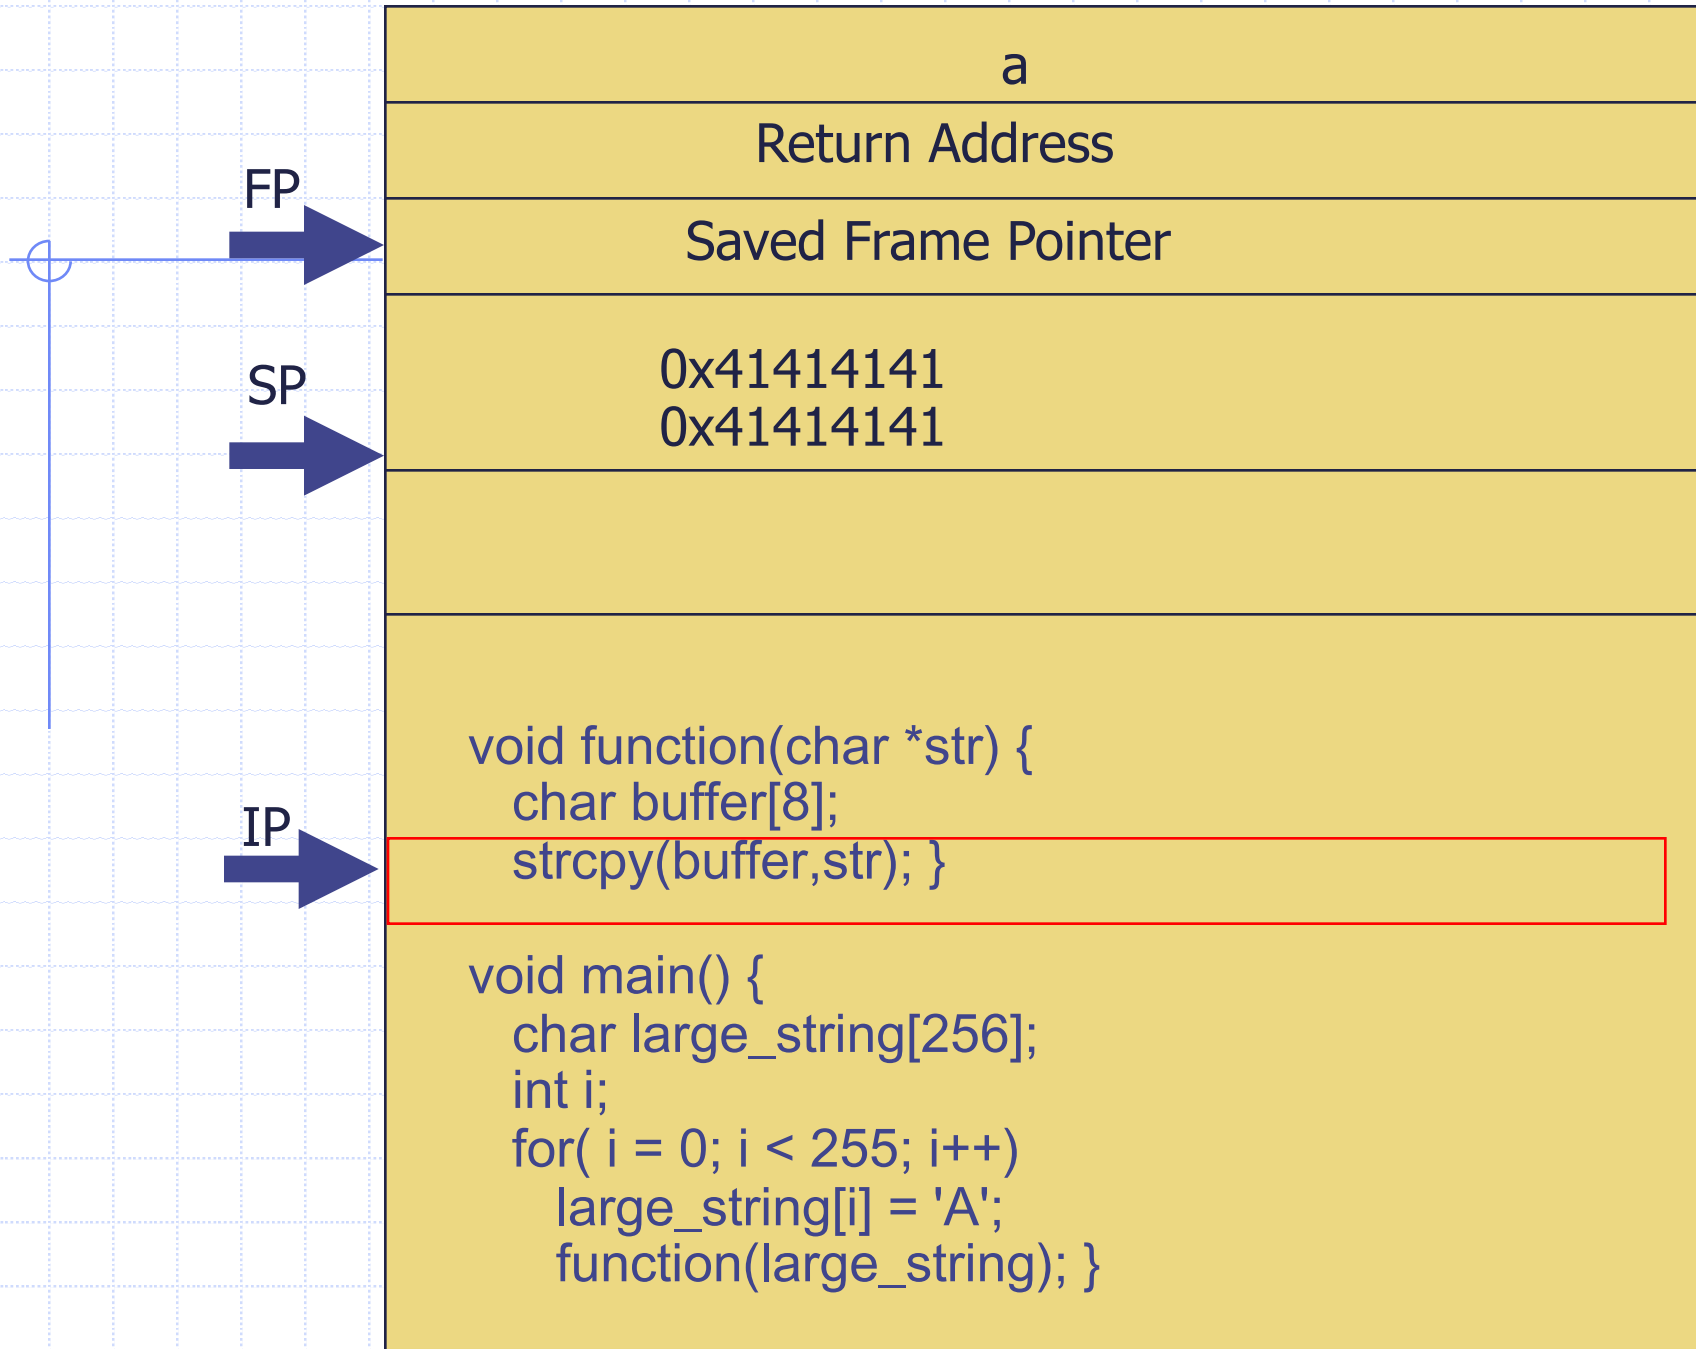 a
Return Address
FP
Saved Frame Pointer
0x41414141
SP
0x41414141
void function(char *str) {
char buffer[8];
IP
strcpy(buffer,str); }
void main() {
char large_string[256];
int i;
for( i = 0; i < 255; i++)
large_string[i] = 'A';
function(large_string); }